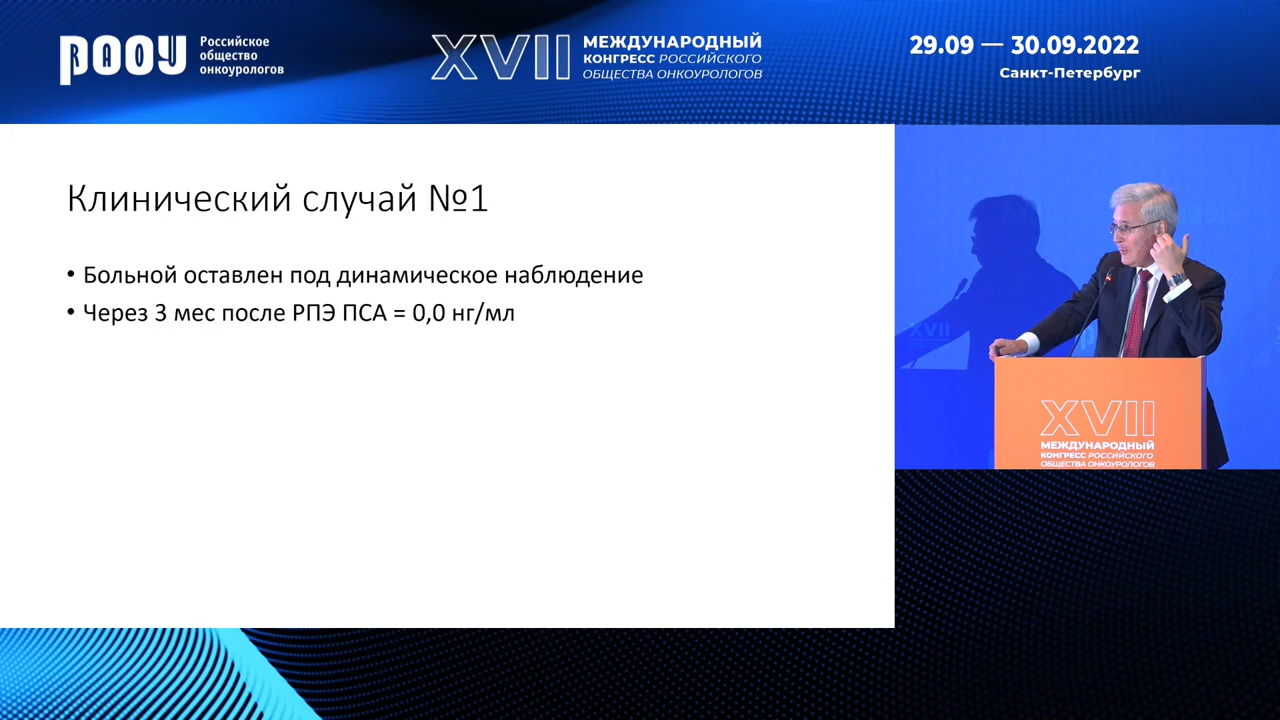 РАОУ
Российское
общество
онкоурологов
XVII
МЕЖДУНАРОДНЫЙ
КОНГРЕСС РОССИЙСКОГО
ОБЩЕСТВА ОНКОУРОЛОГОВ
29.09 — 30.09.2022
Санкт-Петербург
Клинический случай №1
• Больной оставлен под динамическое наблюдение
• Через 3 мес после РПЭ ПСА = 0,0 нг/мл
XVII
XVII
МЕЖДУНАРОДНЫЙ
КОНГРЕСС РОССИЙСКОГО
ОБЩЕСТВА ОНКОУРОЛОГОВ